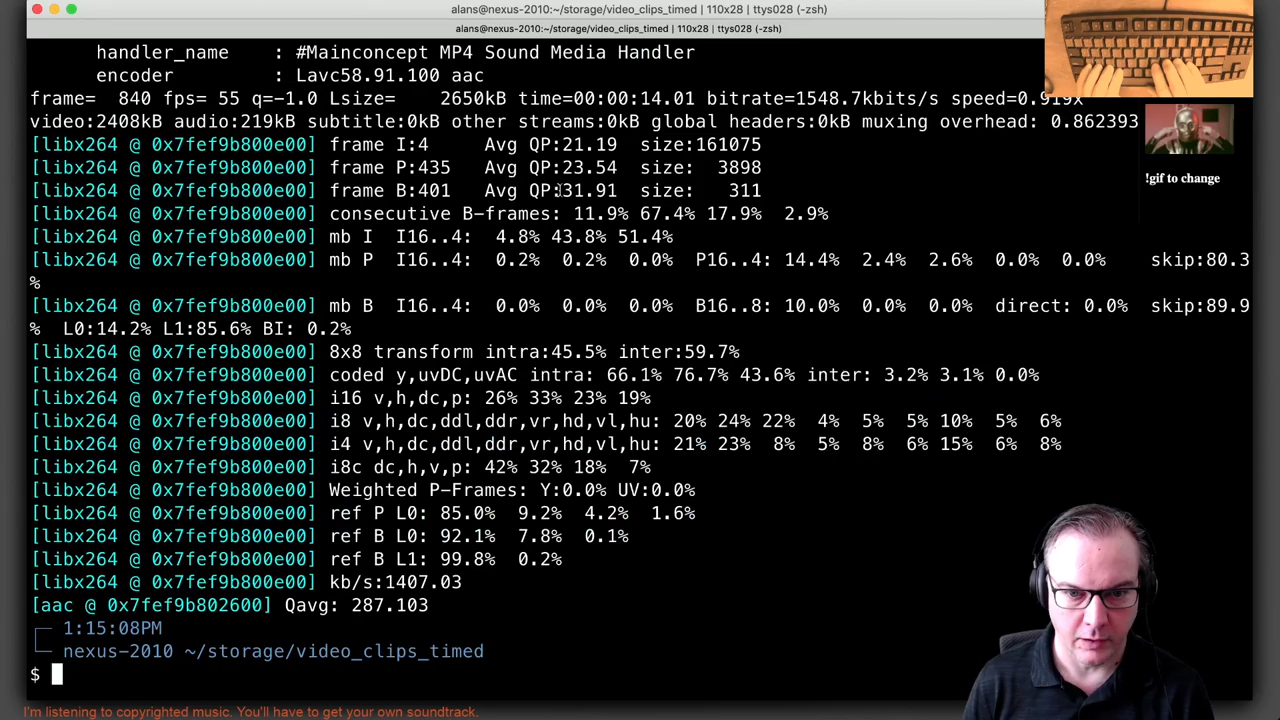 alans@nexus-2010:~/storage/video_clips_timed | 110x28 | ttys028 (-zsh)
alans@nexus-2010:~/storage/video_clips_timed | 110x28 | ttys028 (-zsh)
handler_name : #Mainconcept MP4 Sound Media Handler
encoder : Lavc58.91.100 aac
frame= 840 fps= 55 q=-1.0 Lsize= 2650kB time=00:00:14.01 bitrate=1548.7kbits/s speed=0.919x
video:2408kB audio:219kB subtitle:0kB other streams:0kB global headers:0kB muxing overhead: 0.862393
[libx264 @ 0x7fef9b800e00] frame I:4 Avg QP:21.19 size:161075
[libx264 @ 0x7fef9b800e00] frame P:435 Avg QP:23.54 size: 3898
[libx264 @ 0x7fef9b800e00] frame B:401 Avg QP:31.91 size: 311
[libx264 @ 0x7fef9b800e00] consecutive B-frames: 11.9% 67.4% 17.9% 2.9%
[libx264 @ 0x7fef9b800e00] mb I I16..4: 4.8% 43.8% 51.4%
[libx264 @ 0x7fef9b800e00] mb P I16..4: 0.2% 0.2% 0.0% P16..4: 14.4% 2.4% 2.6% 0.0% 0.0% skip:80.3
%
[libx264 @ 0x7fef9b800e00] mb B I16..4: 0.0% 0.0% 0.0% B16..8: 10.0% 0.0% 0.0% direct: 0.0% skip:89.9
% L0:14.2% L1:85.6% BI: 0.2%
[libx264 @ 0x7fef9b800e00] 8x8 transform intra:45.5% inter:59.7%
[libx264 @ 0x7fef9b800e00] coded y,uvDC,uvAC intra: 66.1% 76.7% 43.6% inter: 3.2% 3.1% 0.0%
[libx264 @ 0x7fef9b800e00] i16 v,h,dc,p: 26% 33% 23% 19%
[libx264 @ 0x7fef9b800e00] i8 v,h,dc,ddl,ddr,vr,hd,vl,hu: 20% 24% 22% 4% 5% 5% 10% 5% 6%
[libx264 @ 0x7fef9b800e00] i4 v,h,dc,ddl,ddr,vr,hd,vl,hu: 21% 23% 8% 5% 8% 6% 15% 6% 8%
[libx264 @ 0x7fef9b800e00] i8c dc,h,v,p: 42% 32% 18% 7%
[libx264 @ 0x7fef9b800e00] Weighted P-Frames: Y:0.0% UV:0.0%
[libx264 @ 0x7fef9b800e00] ref P L0: 85.0% 9.2% 4.2% 1.6%
[libx264 @ 0x7fef9b800e00] ref B L0: 92.1% 7.8% 0.1%
[libx264 @ 0x7fef9b800e00] ref B L1: 99.8% 0.2%
[libx264 @ 0x7fef9b800e00] kb/s:1407.03
[aac @ 0x7fef9b802600] Qavg: 287.103
1:15:08PM
nexus-2010 ~/storage/video_clips_timed
$
!gif to change
I'm listening to copyrighted music. You'll have to get your own soundtrack.